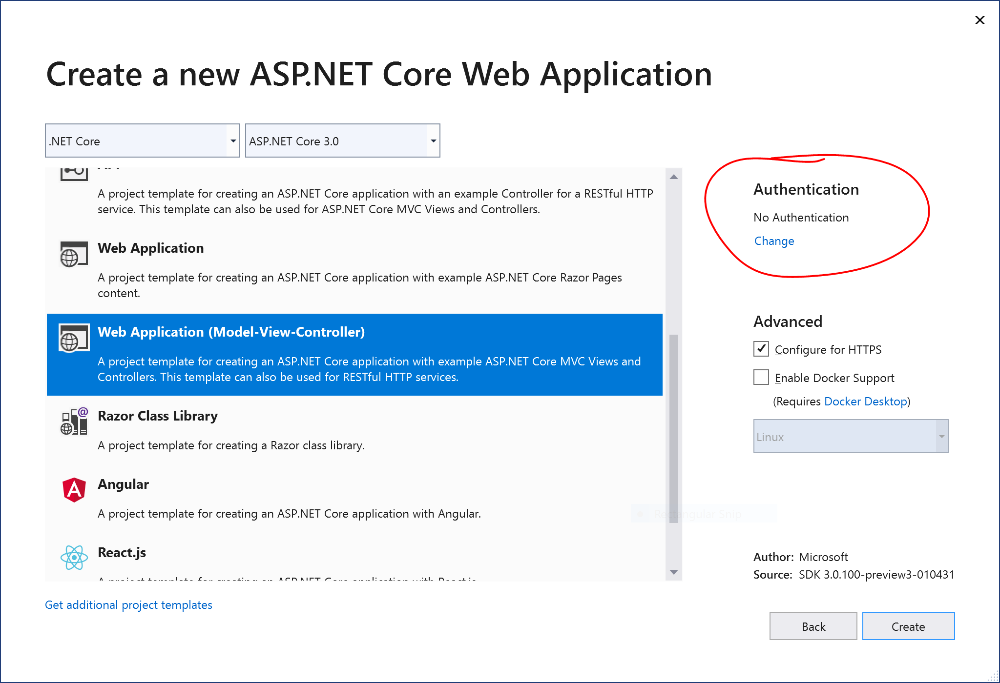 Create a new ASP.NET Core Web Application
.NET Core
ASP.NET Core 3.0
A project template for creating an ASP.NET Core application with an example Controller for a RESTful HTTP
service. This template can also be used for ASP.NET Core MVC Views and Controllers.
Web Application
A project template for creating an ASP.NET Core application with example ASP.NET Core Razor Pages
content.
Web Application (Model-View-Controller)
A project template for creating an ASP.NET Core application with example ASP.NET Core MVC Views and
Controllers. This template can also be used for RESTful HTTP services.
Razor Class Library
A project template for creating a Razor class library.
Angular
A project template for creating an ASP.NET Core application with Angular.
React.js
A project template for creating an ASP.NET Core application with React.js
Get additional project templates
Authentication
No Authentication
Change
Advanced
Configure for HTTPS
Enable Docker Support
(Requires Docker Desktop)
Linux
Rectangular Snip
Author: Microsoft
Source: SDK 3.0.100-preview3-010431
Back
Create